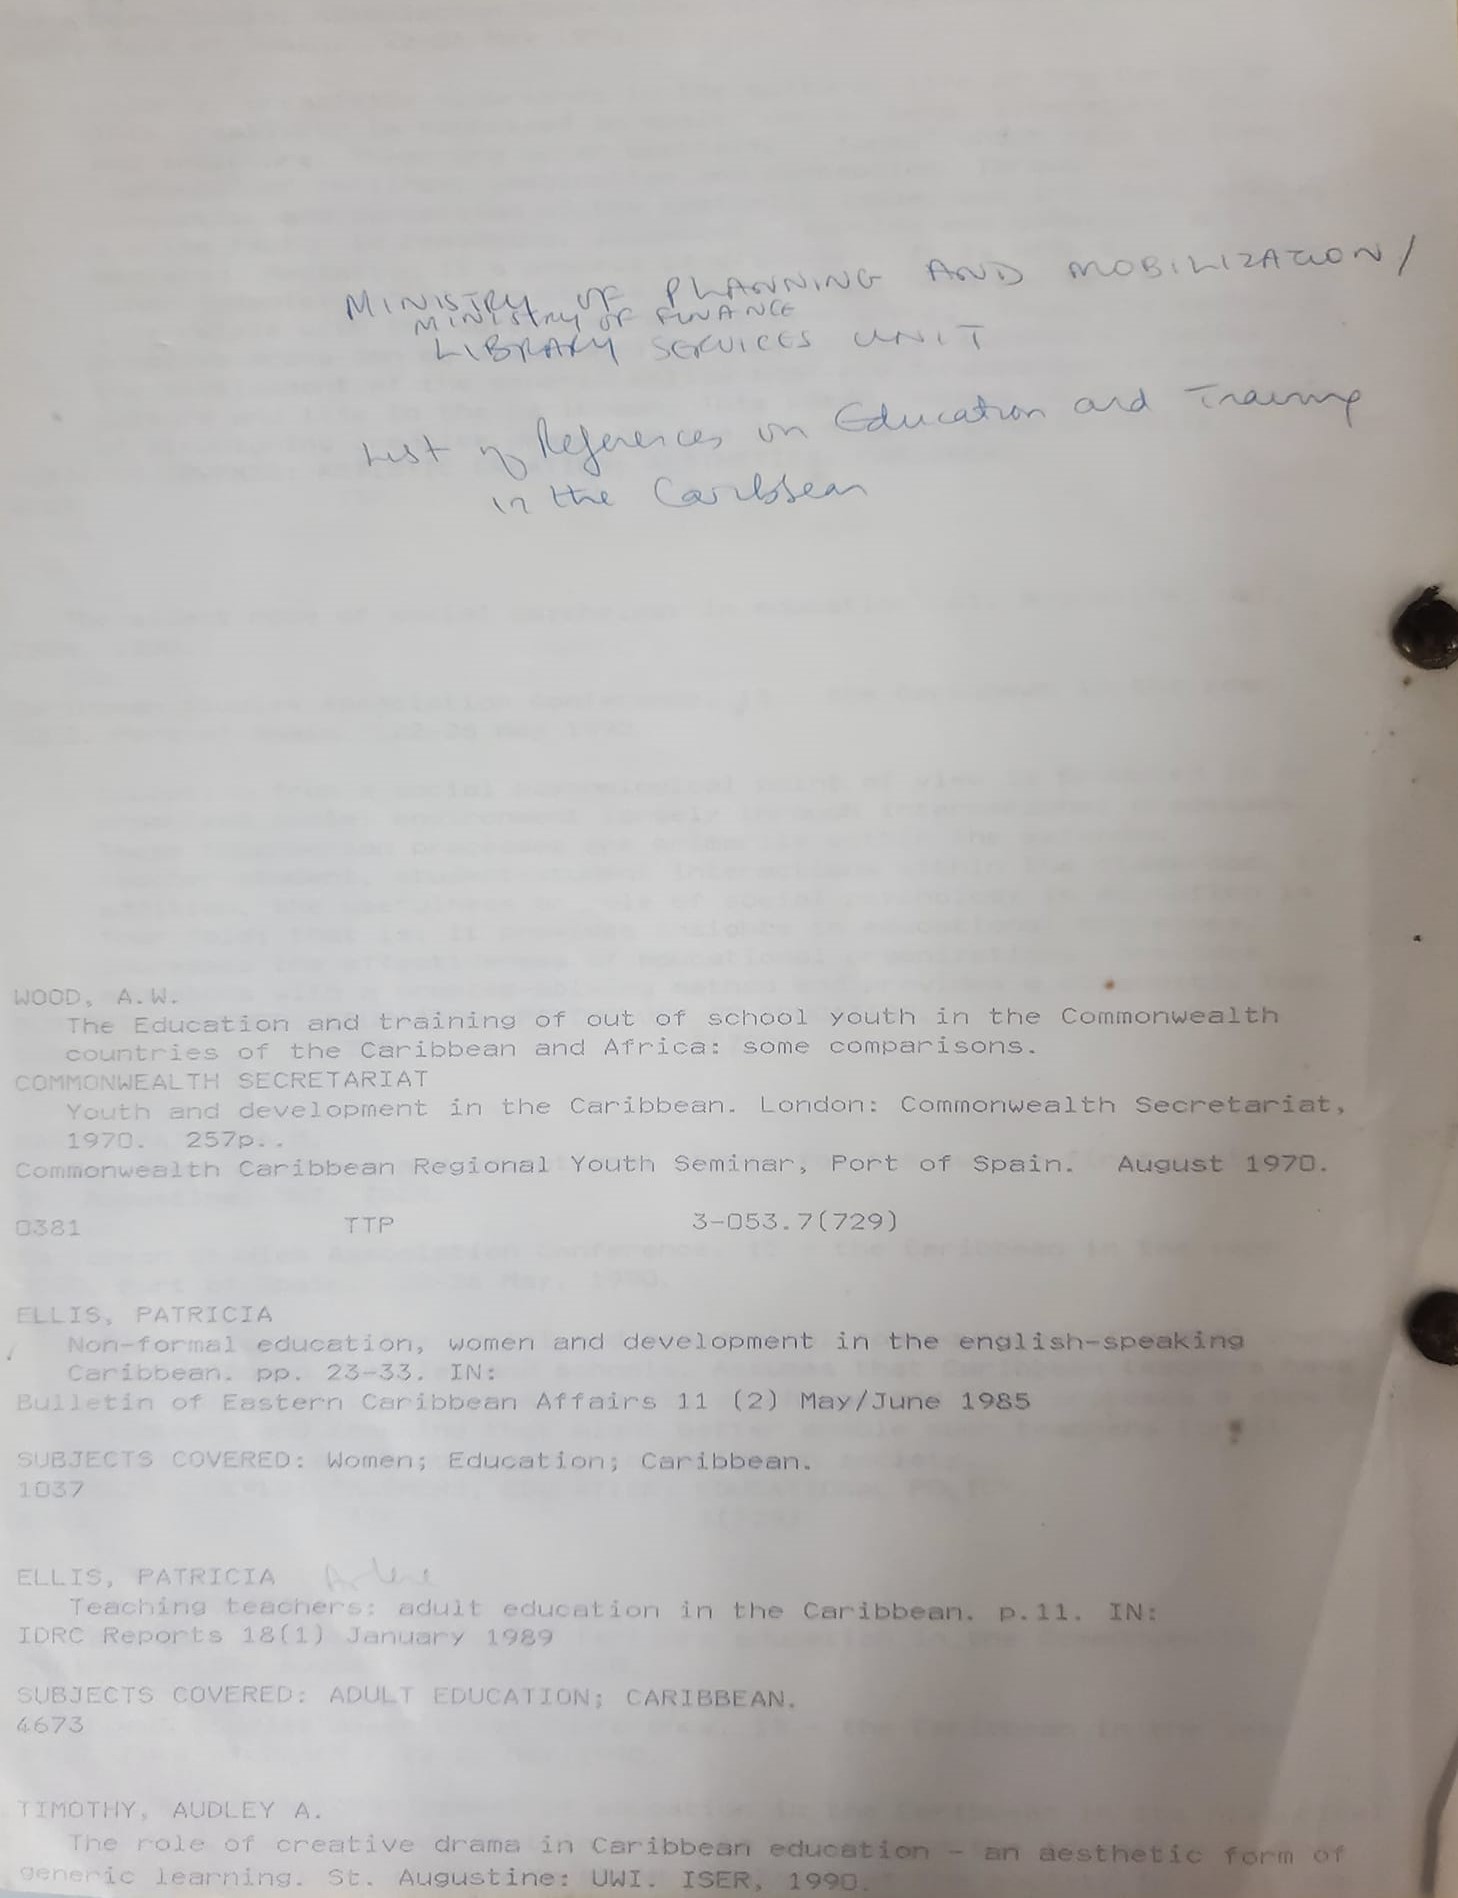 MINISTRY OF PLANNING AND MOBILIZATION/
MINISTRY OF FINANCE
LIBRARY SERVICES UNIT
List of References on Education and Training
in the Caribbean
WOOD, A.W.
The Education and training of out of school youth in the Commonwealth
countries of the Caribbean and Africa: some comparisons.
COMMONWEALTH SECRETARIAT
Youth and development in the Caribbean. London: Commonwealth Secretariat,
1970. 257p..
Commonwealth Caribbean Regional Youth Seminar, Port of Spain. August 1970.
0381 TTP 3-053.7(729)
ELLIS, PATRICIA
Non-formal education, women and development in the english-speaking
Caribbean. pp. 23-33. IN:
Bulletin of Eastern Caribbean Affairs 11 (2) May/June 1985
SUBJECTS COVERED: Women; Education; Caribbean.
1037
ELLIS, PATRICIA
Teaching teachers: adult education in the Caribbean. p.11. IN:
IDRC Reports 18(1) January 1989
SUBJECTS COVERED: ADULT EDUCATION; CARIBBEAN.
4673
TIMOTHY, AUDLEY A.
The role of creative drama in Caribbean education - an aesthetic form of
generic learning. St. Augustine: UWI. ISER, 1990.